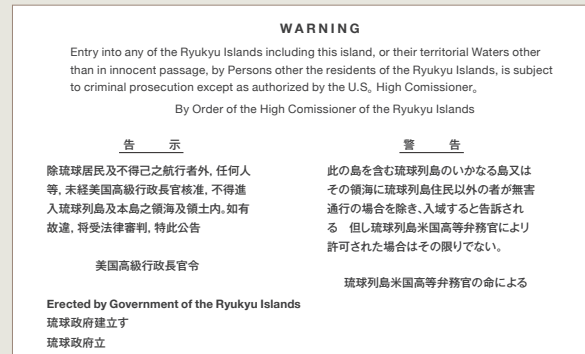 WARNING
Entry into any of the Ryukyu Islands including this island, or their territorial Waters other
than in innocent passage, by Persons other the residents of the Ryukyu Islands, is subject
to criminal prosecution except as authorized by the U.S。High Comissioner。
By Order of the High Comissioner of the Ryukyu Islands
告　示
除琉球居民及不得己之航行者外, 任何人
等, 未経美国高級行政長官核准, 不得進
入琉球列島及本島之領海及領土内。如有
故違, 将受法律審判, 特此公告
美国高級行政長官令
警　告
此の島を含む琉球列島のいかなる島又は
その領海に琉球列島住民以外の者が無害
通行の場合を除き、入域すると告訴され
る　但し琉球列島米国高等弁務官により
許可された場合はその限りでない。
琉球列島米国高等弁務官の命による
Erected by Government of the Ryukyu Islands
琉球政府建立す
琉球政府立